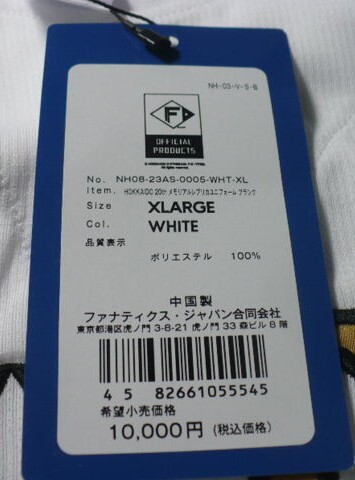 NH-03-V-S-B
F
OFFICIAL
PRODUCTS
No. NH08-23AS-0005-WHT-XL
Item. HOKKAIDO 20th メモリアルレプリカユニフォーム ブランク
Size XLARGE
Col. WHITE
品質表示
ポリエステル 100%
中国製
ファナティクス・ジャパン合同会社
東京都港区虎ノ門 3-8-21 虎ノ門 33 森ビル 8 階
4 5 82661055545
希望小売価格
10,000円 (税込価格)